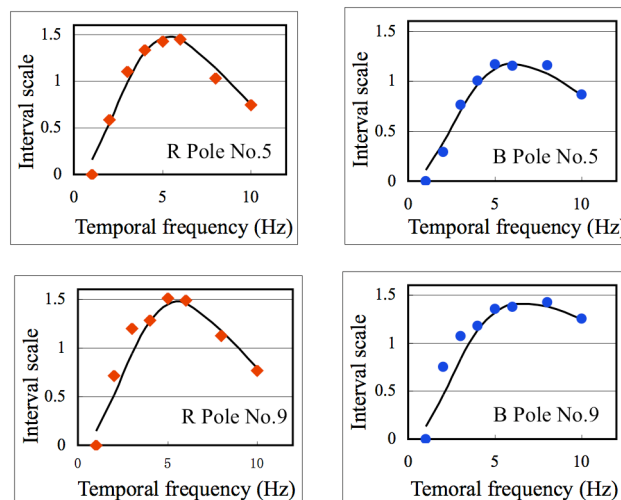 1.5
1
0.5
0
0
5
10
Interval scale
R Pole No.5
Temporal frequency (Hz)
1.5
1
0.5
0
0
5
10
Interval scale
B Pole No.5
Temporal frequency (Hz)
1.5
1
0.5
0
0
5
10
Interval scale
R Pole No.9
Temporal frequency (Hz)
1.5
1
0.5
0
0
5
10
Interval scale
B Pole No.9
Temoral frequency (Hz)